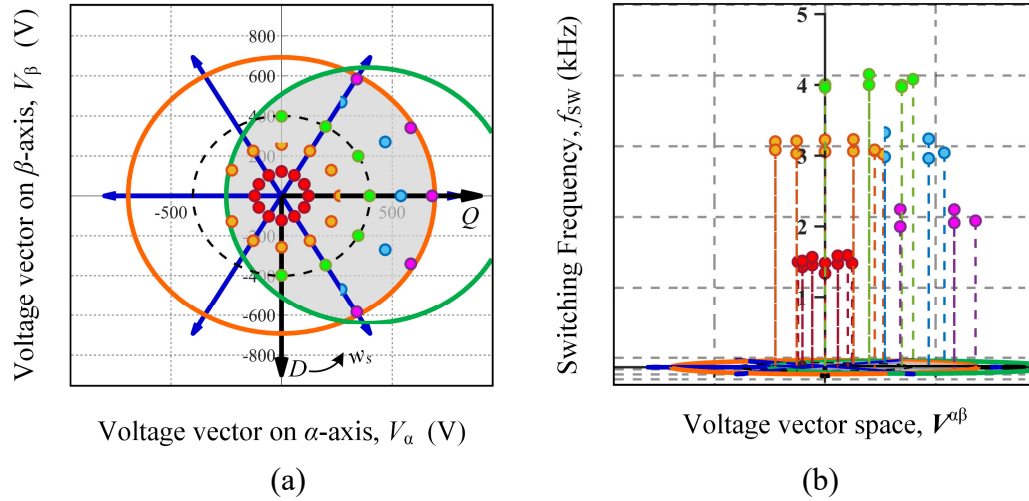 Voltage vector on β-axis, Vβ (V)
800
600
400
200
-500
500
Q
-200
-400
-600
-800
D
ws
Voltage vector on α-axis, Vα (V)
(a)
Switching Frequency, fSW (kHz)
5
4
3
2
1
Voltage vector space, Vαβ
(b)